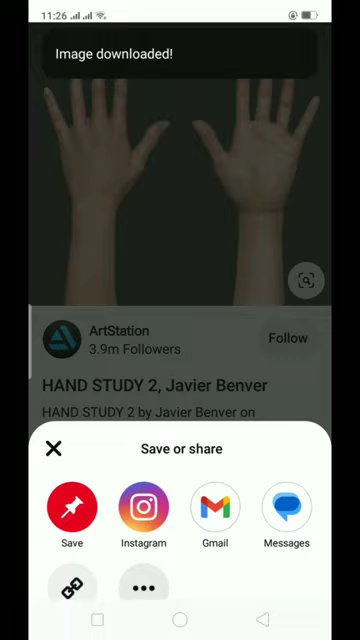 11:26
Image downloaded!
ArtStation
3.9m Followers
Follow
HAND STUDY 2, Javier Benver
HAND STUDY 2 by Javier Benver on
Save or share
Save
Instagram
Gmail
Messages